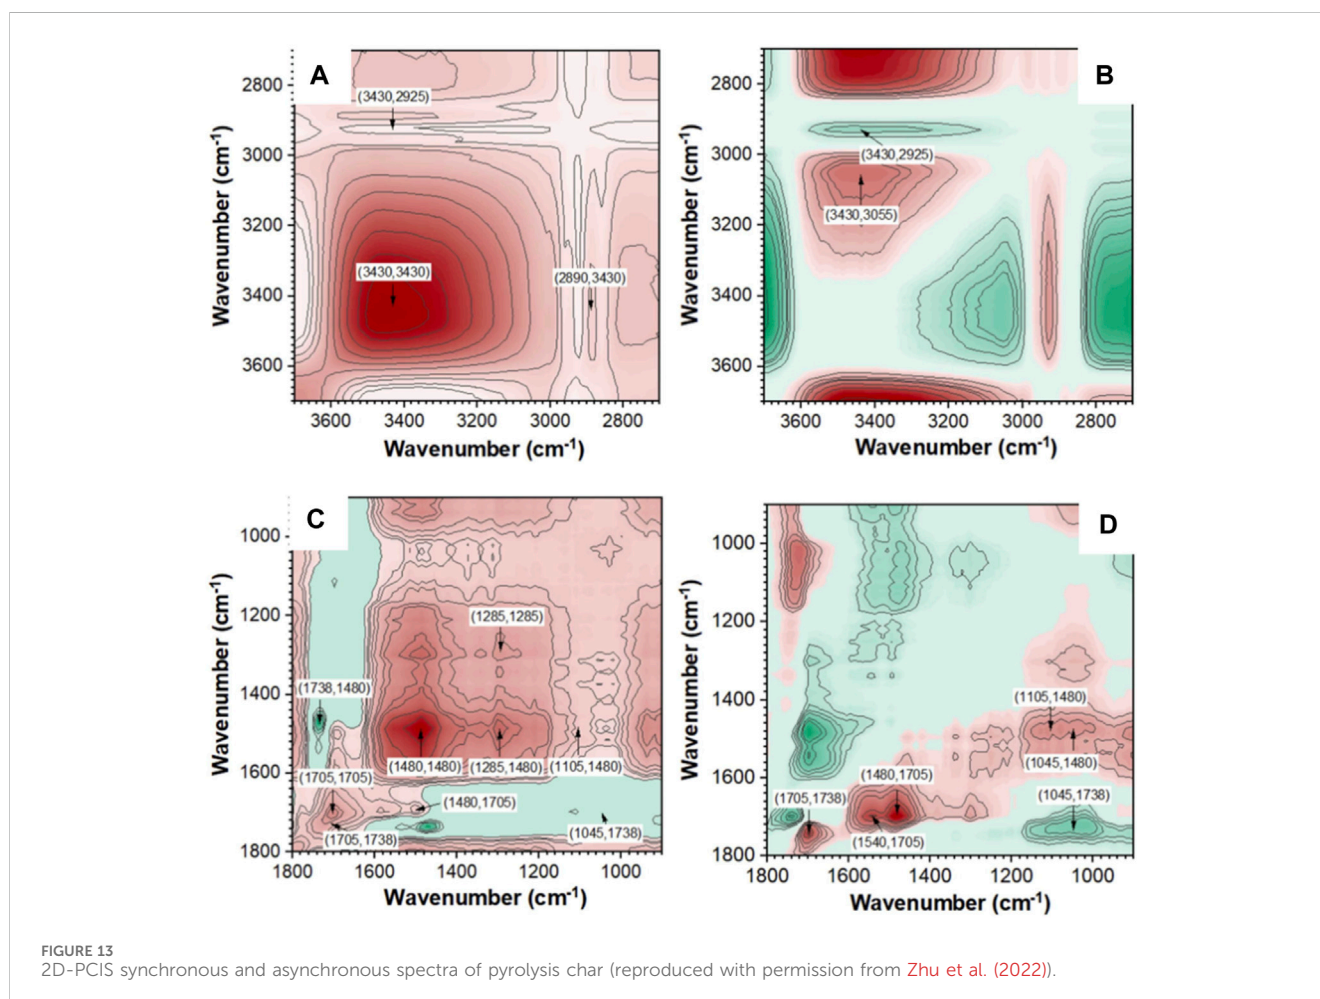 A
2800
3000
3200
3400
3600
Wavenumber (cm-1)
(3430,2925)
(3430,3430)
(2890,3430)
3600 3400 3200 3000 2800
Wavenumber (cm-1)
B
2800
3000
3200
3400
3600
Wavenumber (cm-1)
(3430,2925)
(3430,3055)
3600 3400 3200 3000 2800
Wavenumber (cm-1)
C
1000
1200
1400
1600
1800
Wavenumber (cm-1)
(1285,1285)
(1738,1480)
(1705,1705)
(1480,1480)
(1285,1480)
(1105,1480)
(1480,1705)
(1705,1738)
(1045,1738)
1800 1600 1400 1200 1000
Wavenumber (cm-1)
D
1000
1200
1400
1600
1800
Wavenumber (cm-1)
(1105,1480)
(1045,1480)
(1480,1705)
(1705,1738)
(1045,1738)
(1540,1705)
1800 1600 1400 1200 1000
Wavenumber (cm-1)
FIGURE 13
2D-PCIS synchronous and asynchronous spectra of pyrolysis char (reproduced with permission from Zhu et al. (2022)).